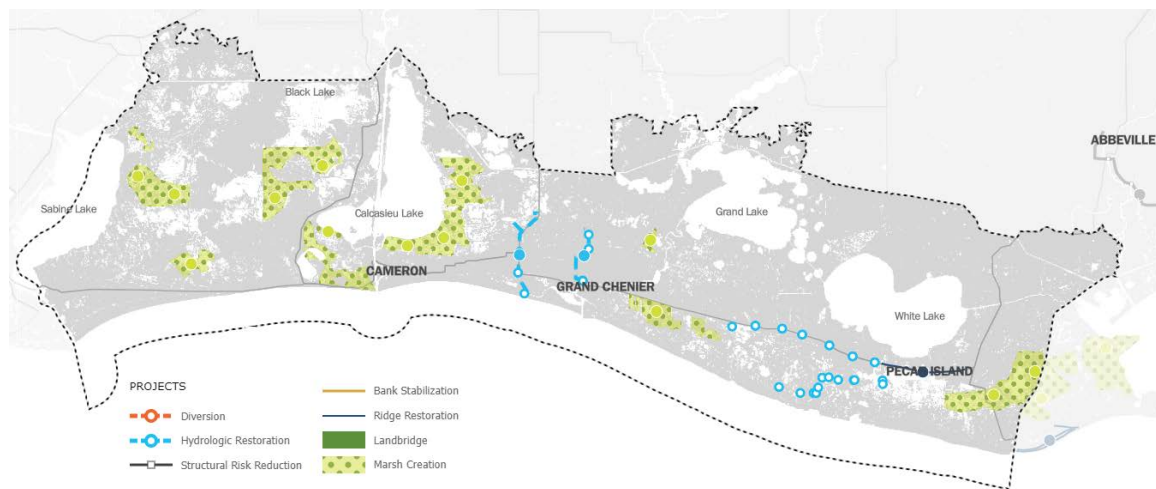 Black Lake
ABBEVILLE
Sabine Lake
Calcasieu Lake
Grand Lake
CAMERON
GRAND CHENIER
White Lake
PECAN ISLAND
PROJECTS
Diversion
Hydrologic Restoration
Structural Risk Reduction
Bank Stabilization
Ridge Restoration
Landbridge
Marsh Creation